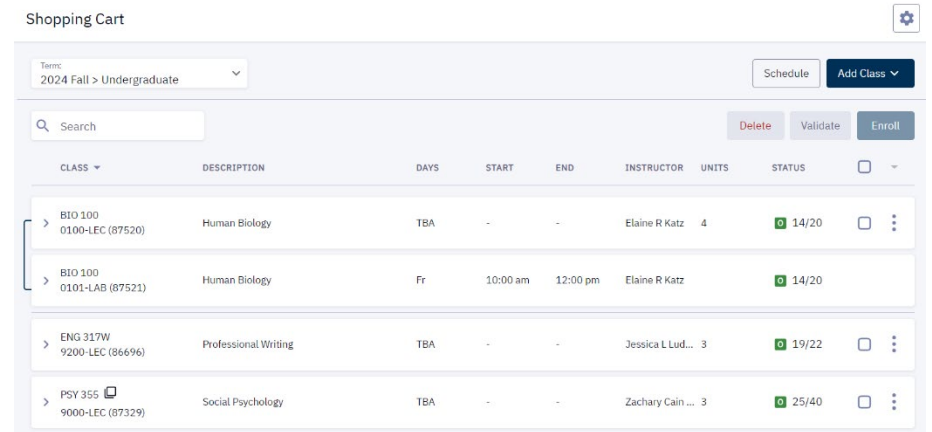 Shopping Cart
Term:
2024 Fall > Undergraduate
Schedule
Add Class
Search
Delete
Validate
Enroll
CLASS DESCRIPTION DAYS START END INSTRUCTOR UNITS STATUS
BIO 100
0100-LEC (87520) Human Biology TBA - - Elaine R Katz 4 O 14/20
BIO 100
0101-LAB (87521) Human Biology Fr 10:00 am 12:00 pm Elaine R Katz O 14/20
ENG 317W
9200-LEC (86696) Professional Writing TBA - - Jessica L Lud... 3 O 19/22
PSY 355
9000-LEC (87329) Social Psychology TBA - - Zachary Cain ... 3 O 25/40